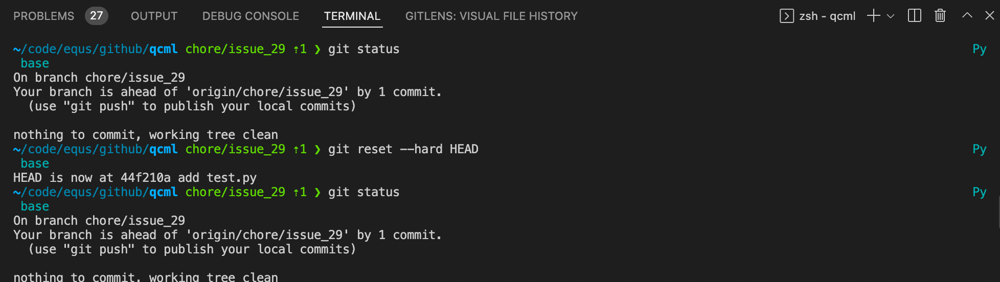 PROBLEMS 27 OUTPUT DEBUG CONSOLE TERMINAL GITLENS: VISUAL FILE HISTORY zsh - qcml
~/code/equs/github/qcml chore/issue_29 ⇡1 ❯ git status Py
base
On branch chore/issue_29
Your branch is ahead of 'origin/chore/issue_29' by 1 commit.
(use "git push" to publish your local commits)
nothing to commit, working tree clean
~/code/equs/github/qcml chore/issue_29 ⇡1 ❯ git reset --hard HEAD Py
base
HEAD is now at 44f210a add test.py
~/code/equs/github/qcml chore/issue_29 ⇡1 ❯ git status Py
base
On branch chore/issue_29
Your branch is ahead of 'origin/chore/issue_29' by 1 commit.
(use "git push" to publish your local commits)
nothing to commit, working tree clean